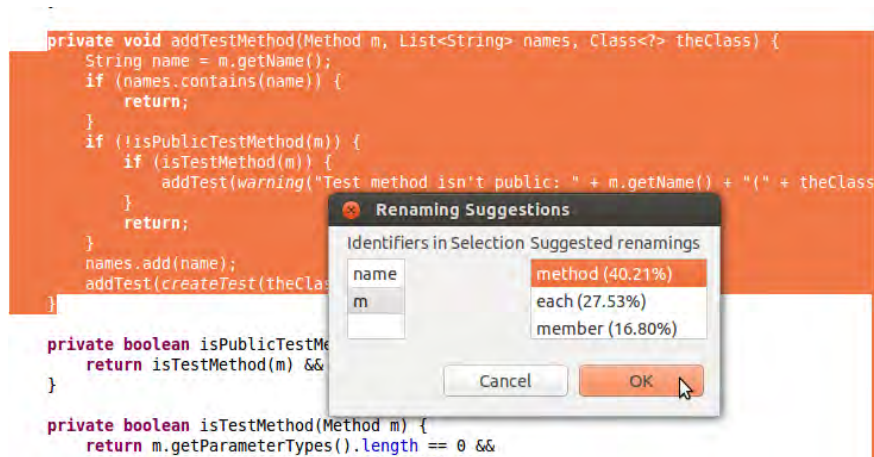 private void addTestMethod(Method m, List<String> names, Class<?> theClass) {
String name = m.getName();
if (names.contains(name)) {
return;
}
if (!isPublicTestMethod(m)) {
if (isTestMethod(m)) {
addTest(warning("Test method isn't public: " + m.getName() + "(" + theClass
}
return;
}
names.add(name);
addTest(createTest(theClas
}
private boolean isPublicTestMe
return isTestMethod(m) &&
}
private boolean isTestMethod(Method m) {
return m.getParameterTypes().length == 0 &&
Renaming Suggestions
Identifiers in Selection Suggested renamings
name method (40.21%)
m each (27.53%)
member (16.80%)
Cancel OK